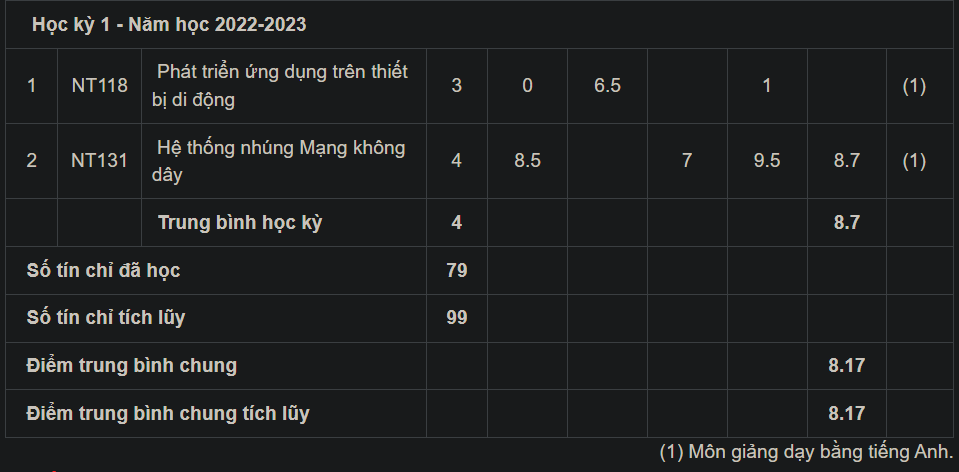 Học kỳ 1 - Năm học 2022-2023
1 NT118 Phát triển ứng dụng trên thiết bị di động 3 0 6.5 1 (1)
2 NT131 Hệ thống nhúng Mạng không dây 4 8.5 7 9.5 8.7 (1)
Trung bình học kỳ 4 8.7
Số tín chỉ đã học 79
Số tín chỉ tích lũy 99
Điểm trung bình chung 8.17
Điểm trung bình chung tích lũy 8.17
(1) Môn giảng dạy bằng tiếng Anh.